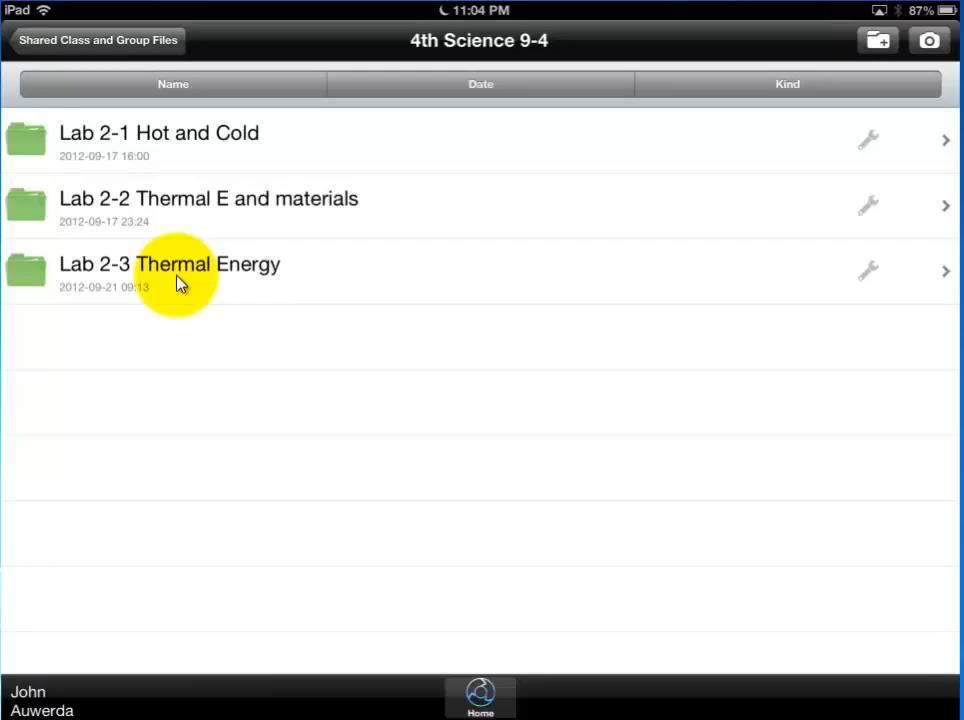 iPad 11:04 PM 87%
Shared Class and Group Files 4th Science 9-4
Name Date Kind
Lab 2-1 Hot and Cold
2012-09-17 16:00
Lab 2-2 Thermal E and materials
2012-09-17 23:24
Lab 2-3 Thermal Energy
2012-09-21 09:13
John
Auwerda
Home